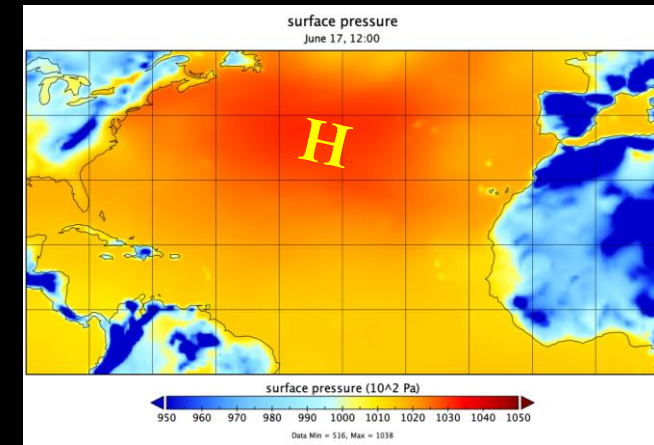 surface pressure
June 17, 12:00
H
surface pressure (10^2 Pa)
950 960 970 980 990 1000 1010 1020 1030 1040 1050
Data Min = 516, Max = 1038